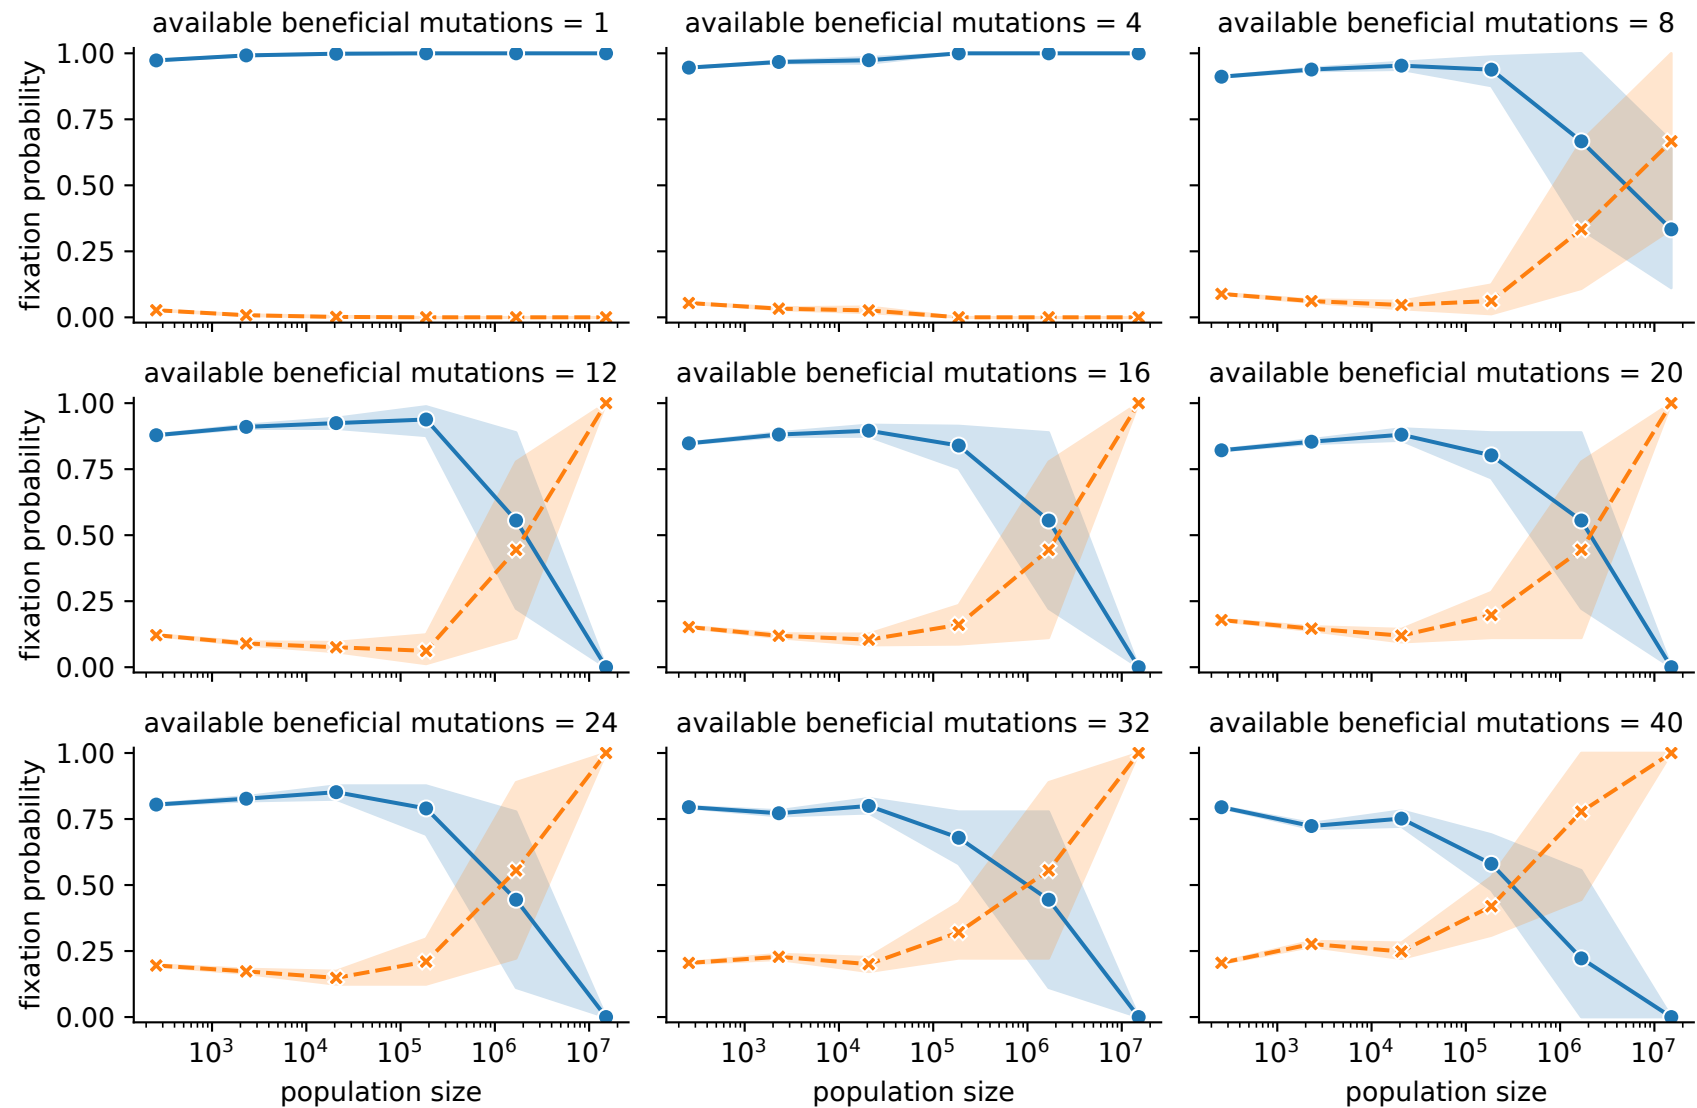 available beneficial mutations = 1
available beneficial mutations = 4
available beneficial mutations = 8
fixation probability
1.00
0.75
0.50
0.25
0.00
available beneficial mutations = 12
available beneficial mutations = 16
available beneficial mutations = 20
fixation probability
1.00
0.75
0.50
0.25
0.00
available beneficial mutations = 24
available beneficial mutations = 32
available beneficial mutations = 40
fixation probability
1.00
0.75
0.50
0.25
0.00
10³ 10⁴ 10⁵ 10⁶ 10⁷
10³ 10⁴ 10⁵ 10⁶ 10⁷
10³ 10⁴ 10⁵ 10⁶ 10⁷
population size
population size
population size